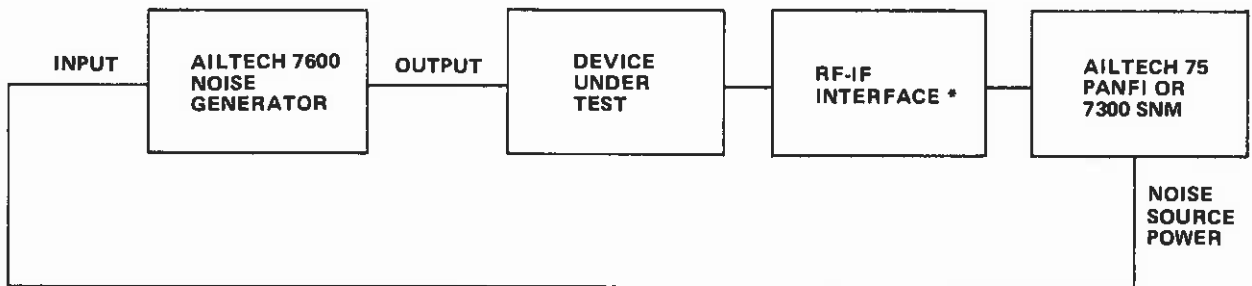 INPUT
AILTECH 7600
NOISE
GENERATOR
OUTPUT
DEVICE
UNDER
TEST
RF-IF
INTERFACE *
AILTECH 75
PANFI OR
7300 SNM
NOISE
SOURCE
POWER